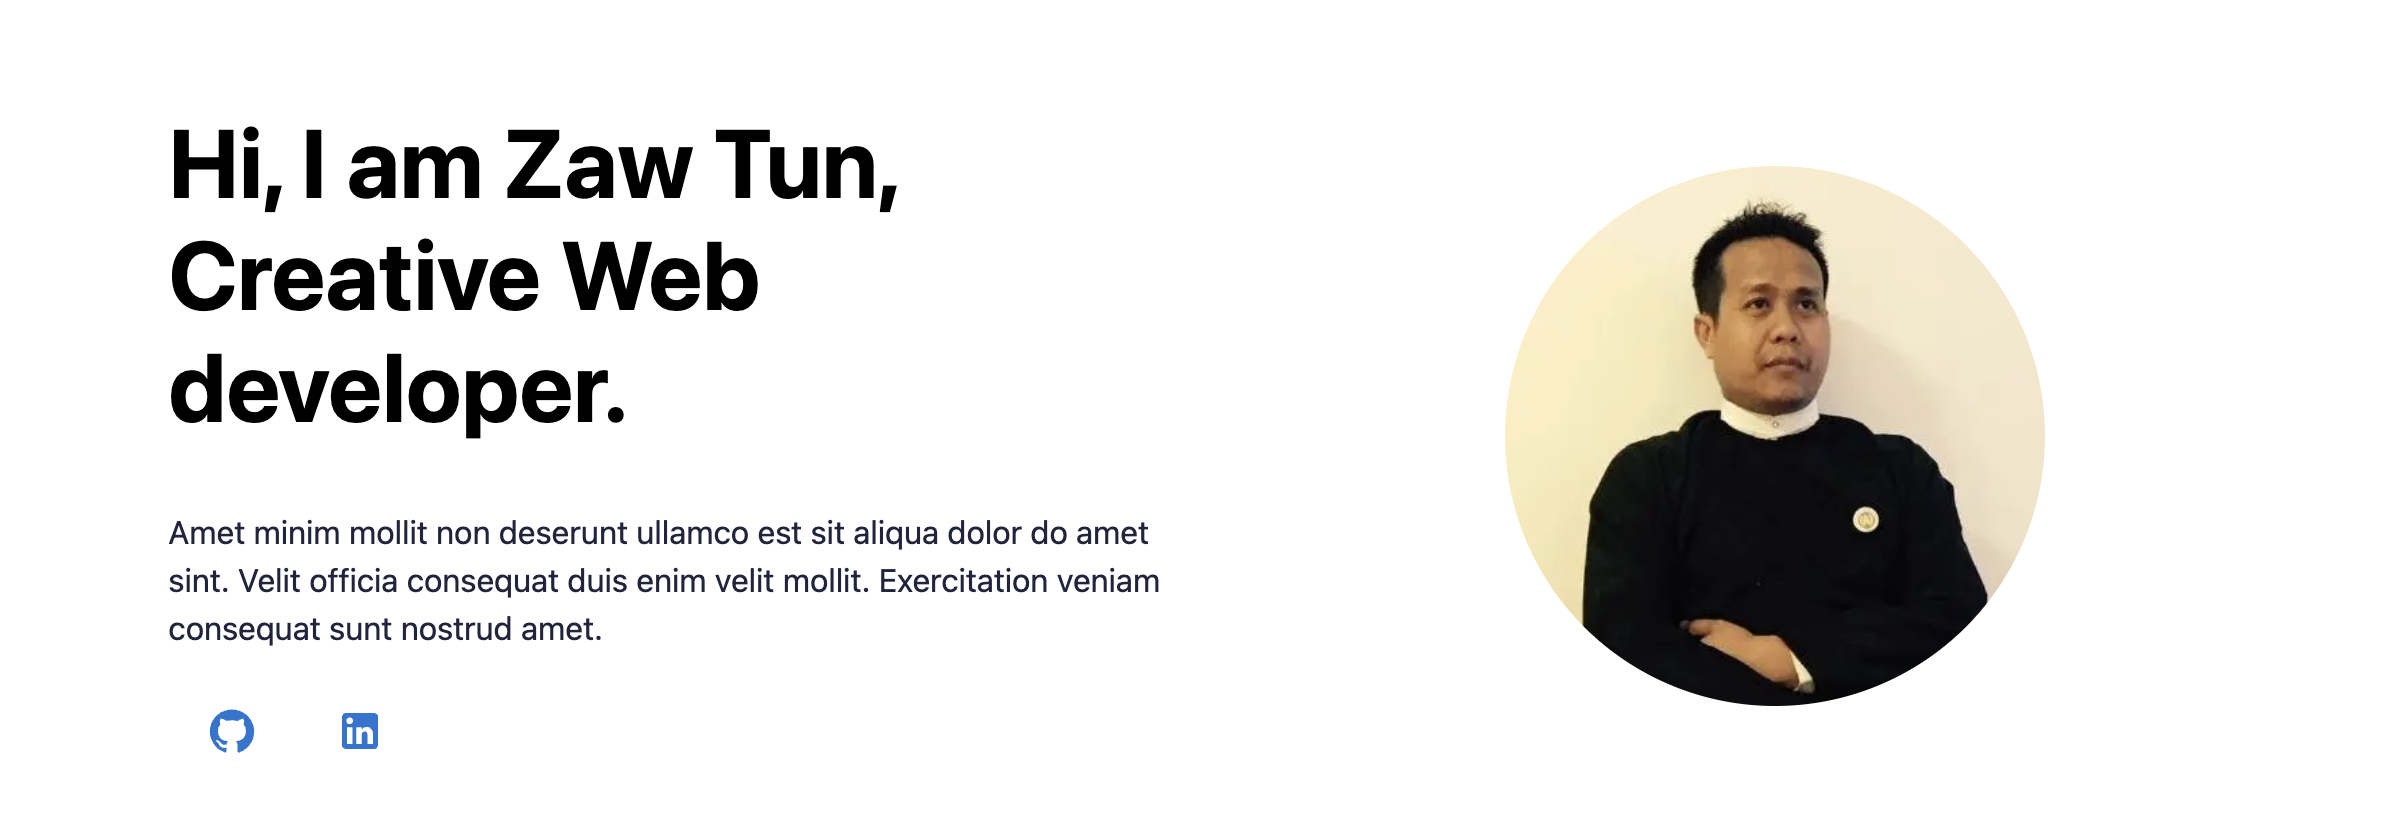 Hi, I am Zaw Tun,
Creative Web
developer.
Amet minim mollit non deserunt ullamco est sit aliqua dolor do amet
sint. Velit officia consequat duis enim velit mollit. Exercitation veniam
consequat sunt nostrud amet.
in